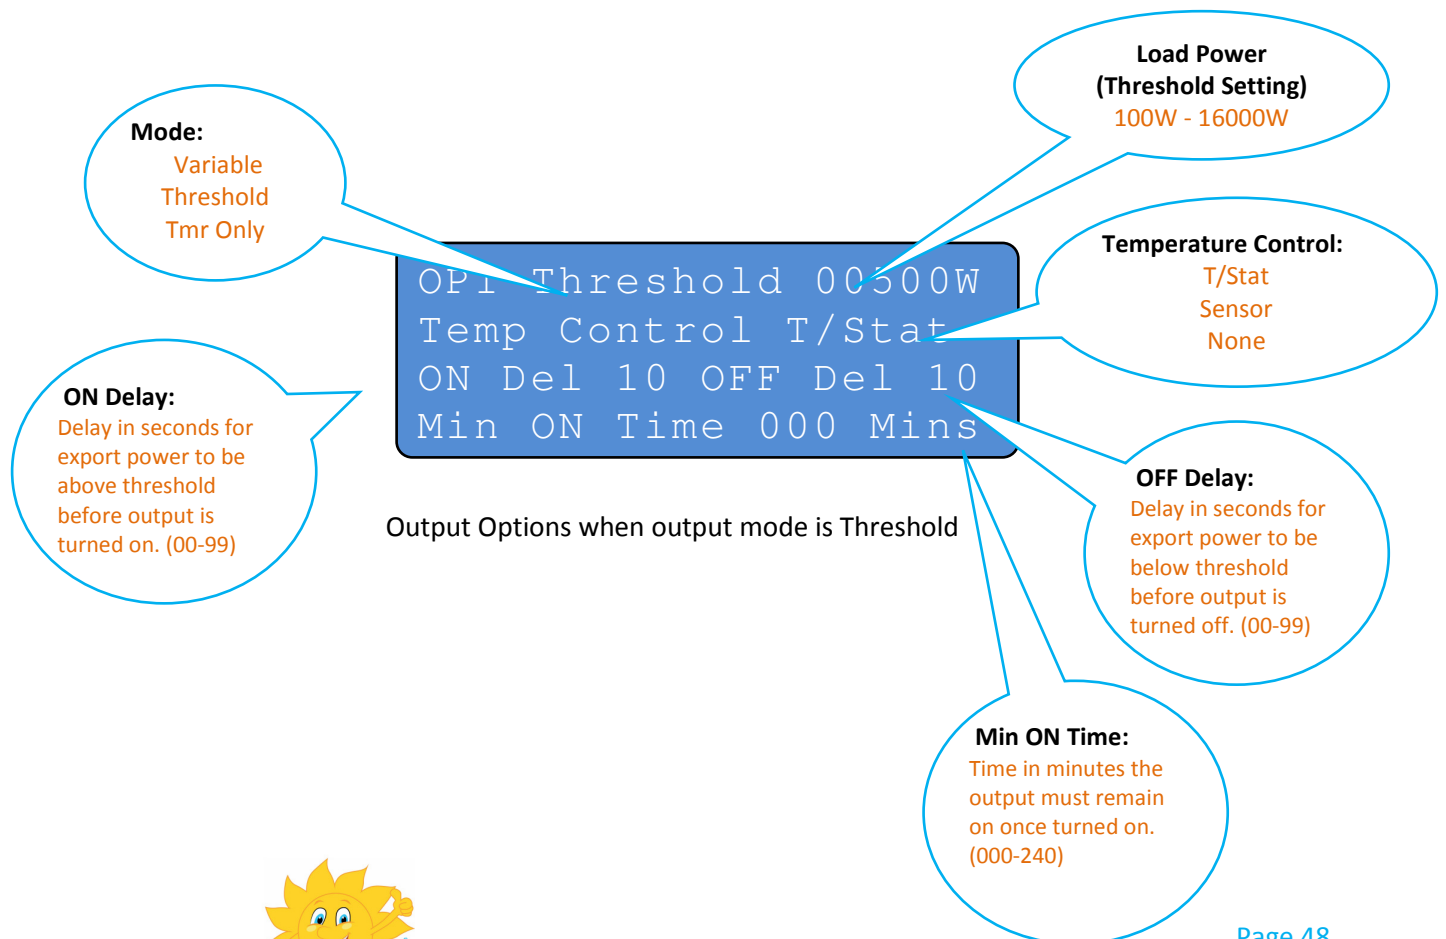 Load Power
(Threshold Setting)
100W - 16000W
Mode:
Variable
Threshold
Tmr Only
Temperature Control:
T/Stat
Sensor
None
OP1 Threshold 00500W
Temp Control T/Stat
ON Del 10 OFF Del 10
Min ON Time 000 Mins
ON Delay:
Delay in seconds for
export power to be
above threshold
before output is
turned on. (00-99)
OFF Delay:
Delay in seconds for
export power to be
below threshold
before output is
turned off. (00-99)
Output Options when output mode is Threshold
Min ON Time:
Time in minutes the
output must remain
on once turned on.
(000-240)
Page 48